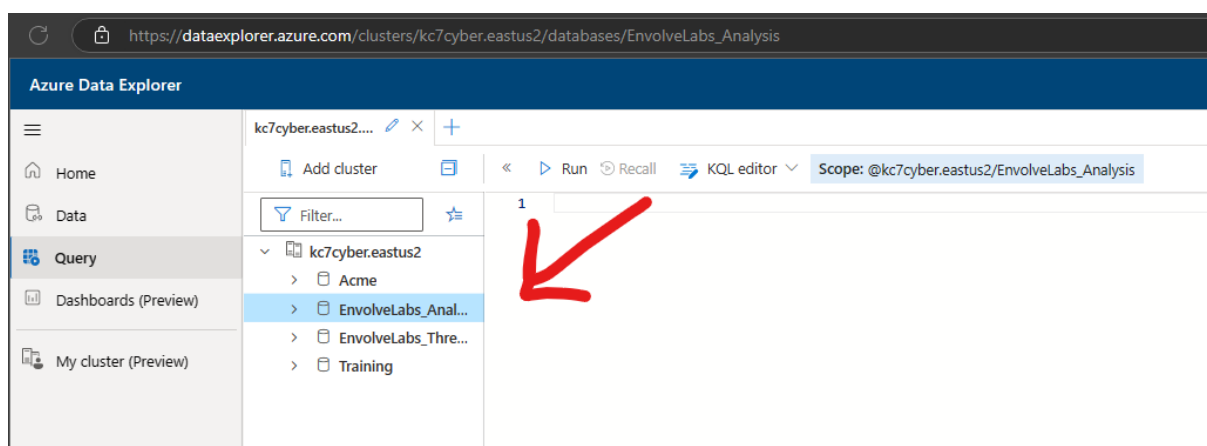 https://dataexplorer.azure.com/clusters/kc7cyber.eastus2/databases/EnvolveLabs_Analysis
Azure Data Explorer
kc7cyber.eastus2....
Home
Data
Query
Dashboards (Preview)
My cluster (Preview)
Add cluster
Filter...
kc7cyber.eastus2
Acme
EnvolveLabs_Anal...
EnvolveLabs_Thre...
Training
Run
Recall
KQL editor
Scope: @kc7cyber.eastus2/EnvolveLabs_Analysis
1